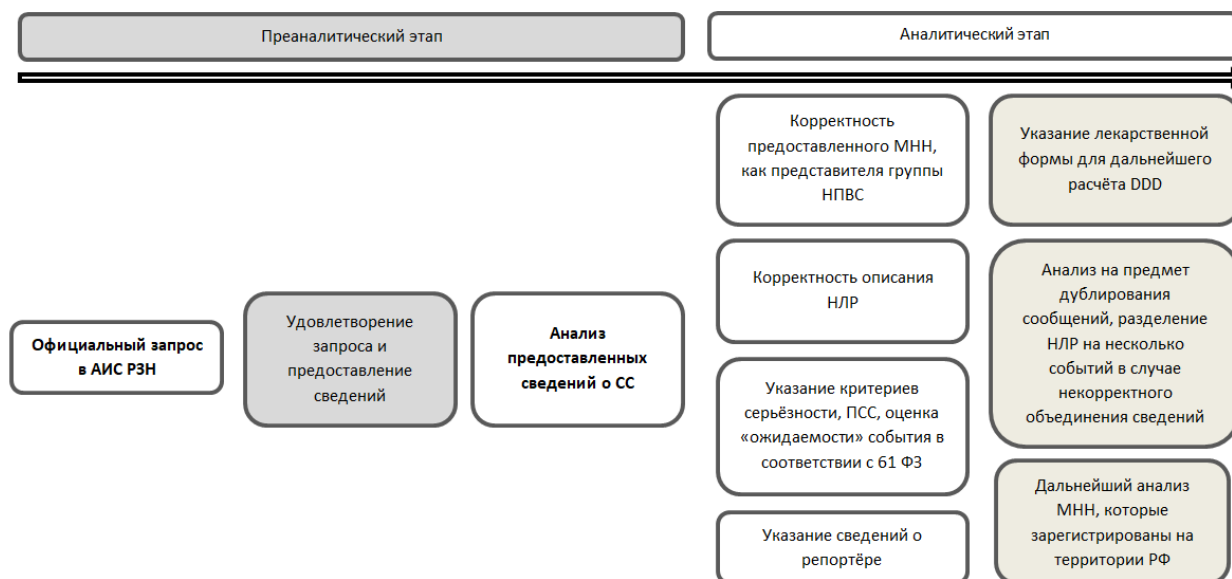 Преаналитический этап
Аналитический этап
Официальный запрос
в АИС РЗН
Удовлетворение
запроса и
предоставление
сведений
Анализ
предоставленных
сведений о СС
Корректность
предоставленного МНН,
как представителя группы
НПВС
Корректность описания
НЛР
Указание критериев
серьёзности, ПСС, оценка
«ожидаемости» события в
соответствии с 61 ФЗ
Указание сведений о
репортёре
Указание лекарственной
формы для дальнейшего
расчёта DDD
Анализ на предмет
дублирования
сообщений, разделение
НЛР на несколько
событий в случае
некорректного
объединения сведений
Дальнейший анализ
МНН, которые
зарегистрированы на
территории РФ